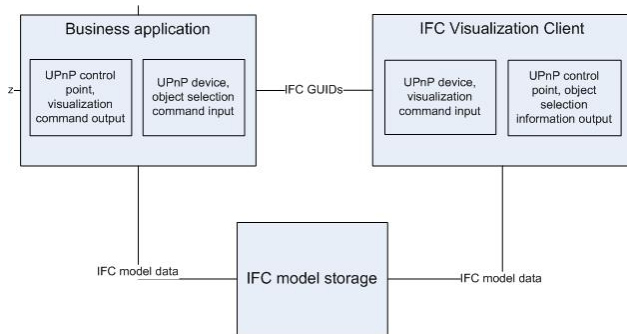 Business application
IFC Visualization Client
UPnP control
point,
visualization
command output
UPnP device,
object selection
command input
z
IFC GUIDs
UPnP device,
visualization
command input
UPnP control
point, object
selection
information output
IFC model data
IFC model storage
IFC model data